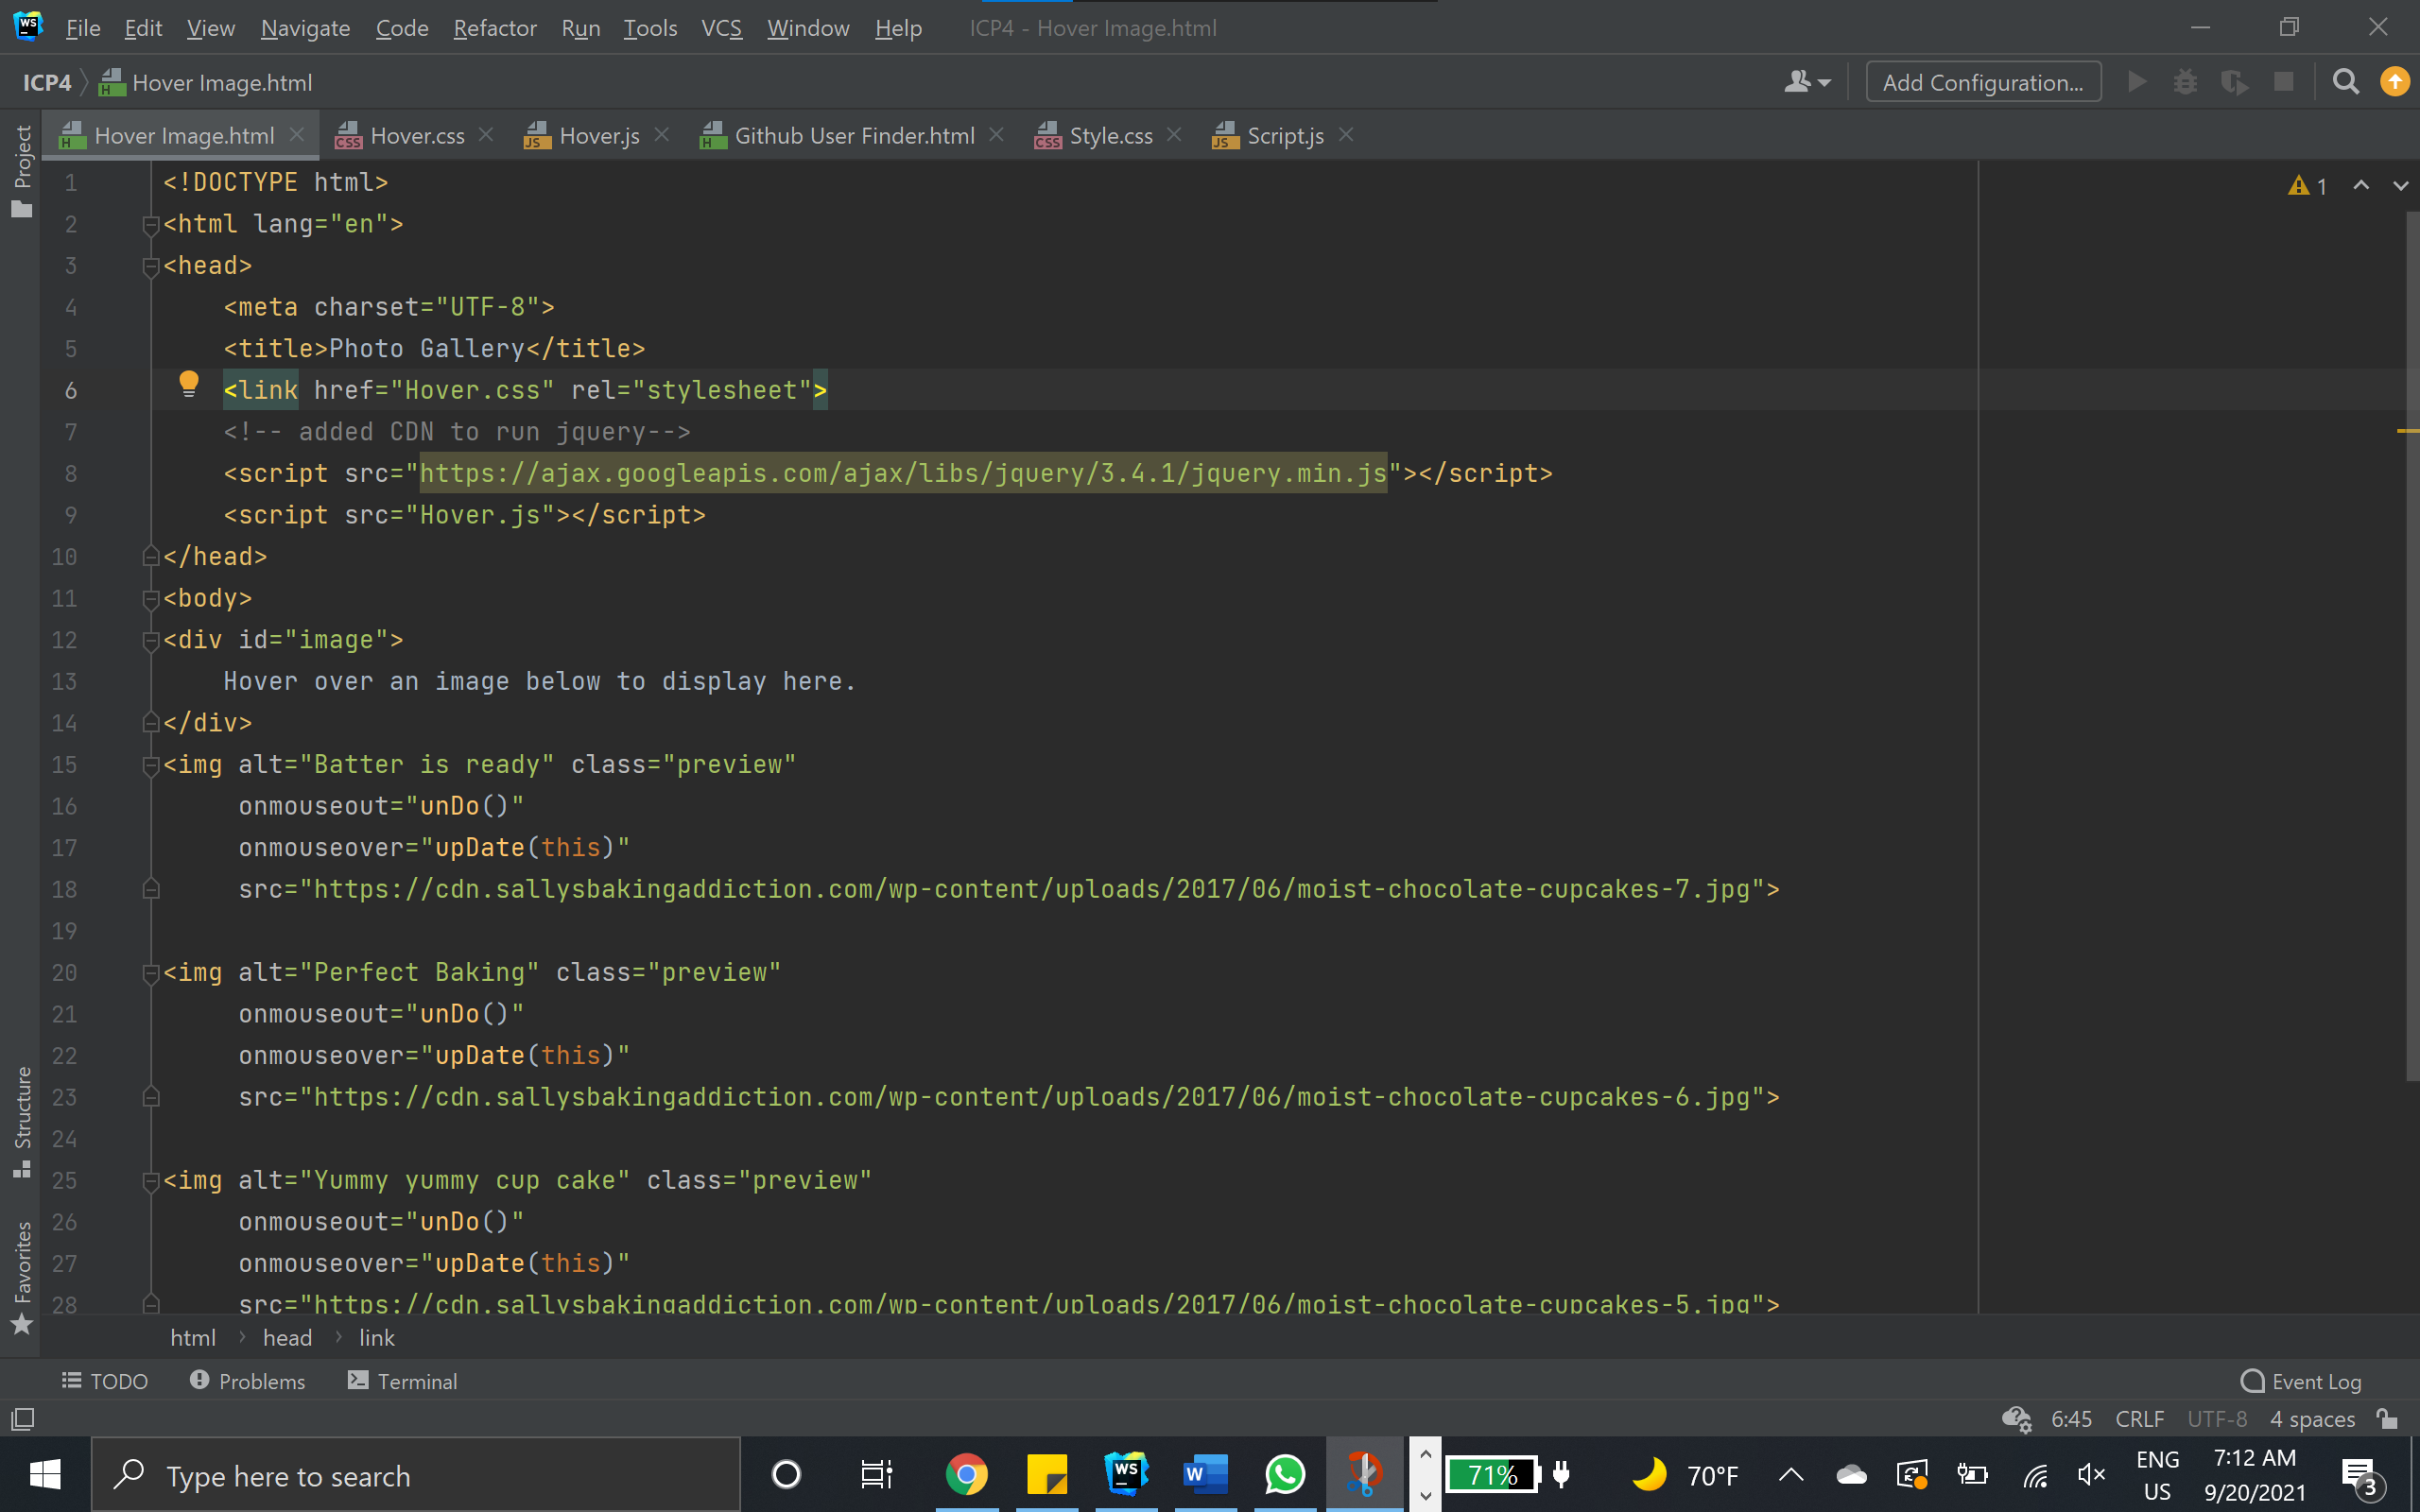 WS File Edit View Navigate Code Refactor Run Tools VCS Window Help ICP4 - Hover Image.html
ICP4 Hover Image.html Add Configuration...
Hover Image.html Hover.css Hover.js Github User Finder.html Style.css Script.js
Project
1 <!DOCTYPE html>
1
2 <html lang="en">
3 <head>
4 <meta charset="UTF-8">
5 <title>Photo Gallery</title>
6 <link href="Hover.css" rel="stylesheet">
7 <!-- added CDN to run jquery-->
8 <script src="https://ajax.googleapis.com/ajax/libs/jquery/3.4.1/jquery.min.js"></script>
9 <script src="Hover.js"></script>
10 </head>
11 <body>
12 <div id="image">
13 Hover over an image below to display here.
14 </div>
15 <img alt="Batter is ready" class="preview"
16 onmouseout="unDo()"
17 onmouseover="upDate(this)"
18 src="https://cdn.sallysbakingaddiction.com/wp-content/uploads/2017/06/moist-chocolate-cupcakes-7.jpg">
19
20 <img alt="Perfect Baking" class="preview"
21 onmouseout="unDo()"
22 onmouseover="upDate(this)"
23 src="https://cdn.sallysbakingaddiction.com/wp-content/uploads/2017/06/moist-chocolate-cupcakes-6.jpg">
24
25 <img alt="Yummy yummy cup cake" class="preview"
26 onmouseout="unDo()"
27 onmouseover="upDate(this)"
28 src="https://cdn.sallysbakingaddiction.com/wp-content/uploads/2017/06/moist-chocolate-cupcakes-5.jpg">
Structure
Favorites
html head link
TODO Problems Terminal Event Log
6:45 CRLF UTF-8 4 spaces
Type here to search WS W 71% 70°F ENG US 7:12 AM 9/20/2021 3